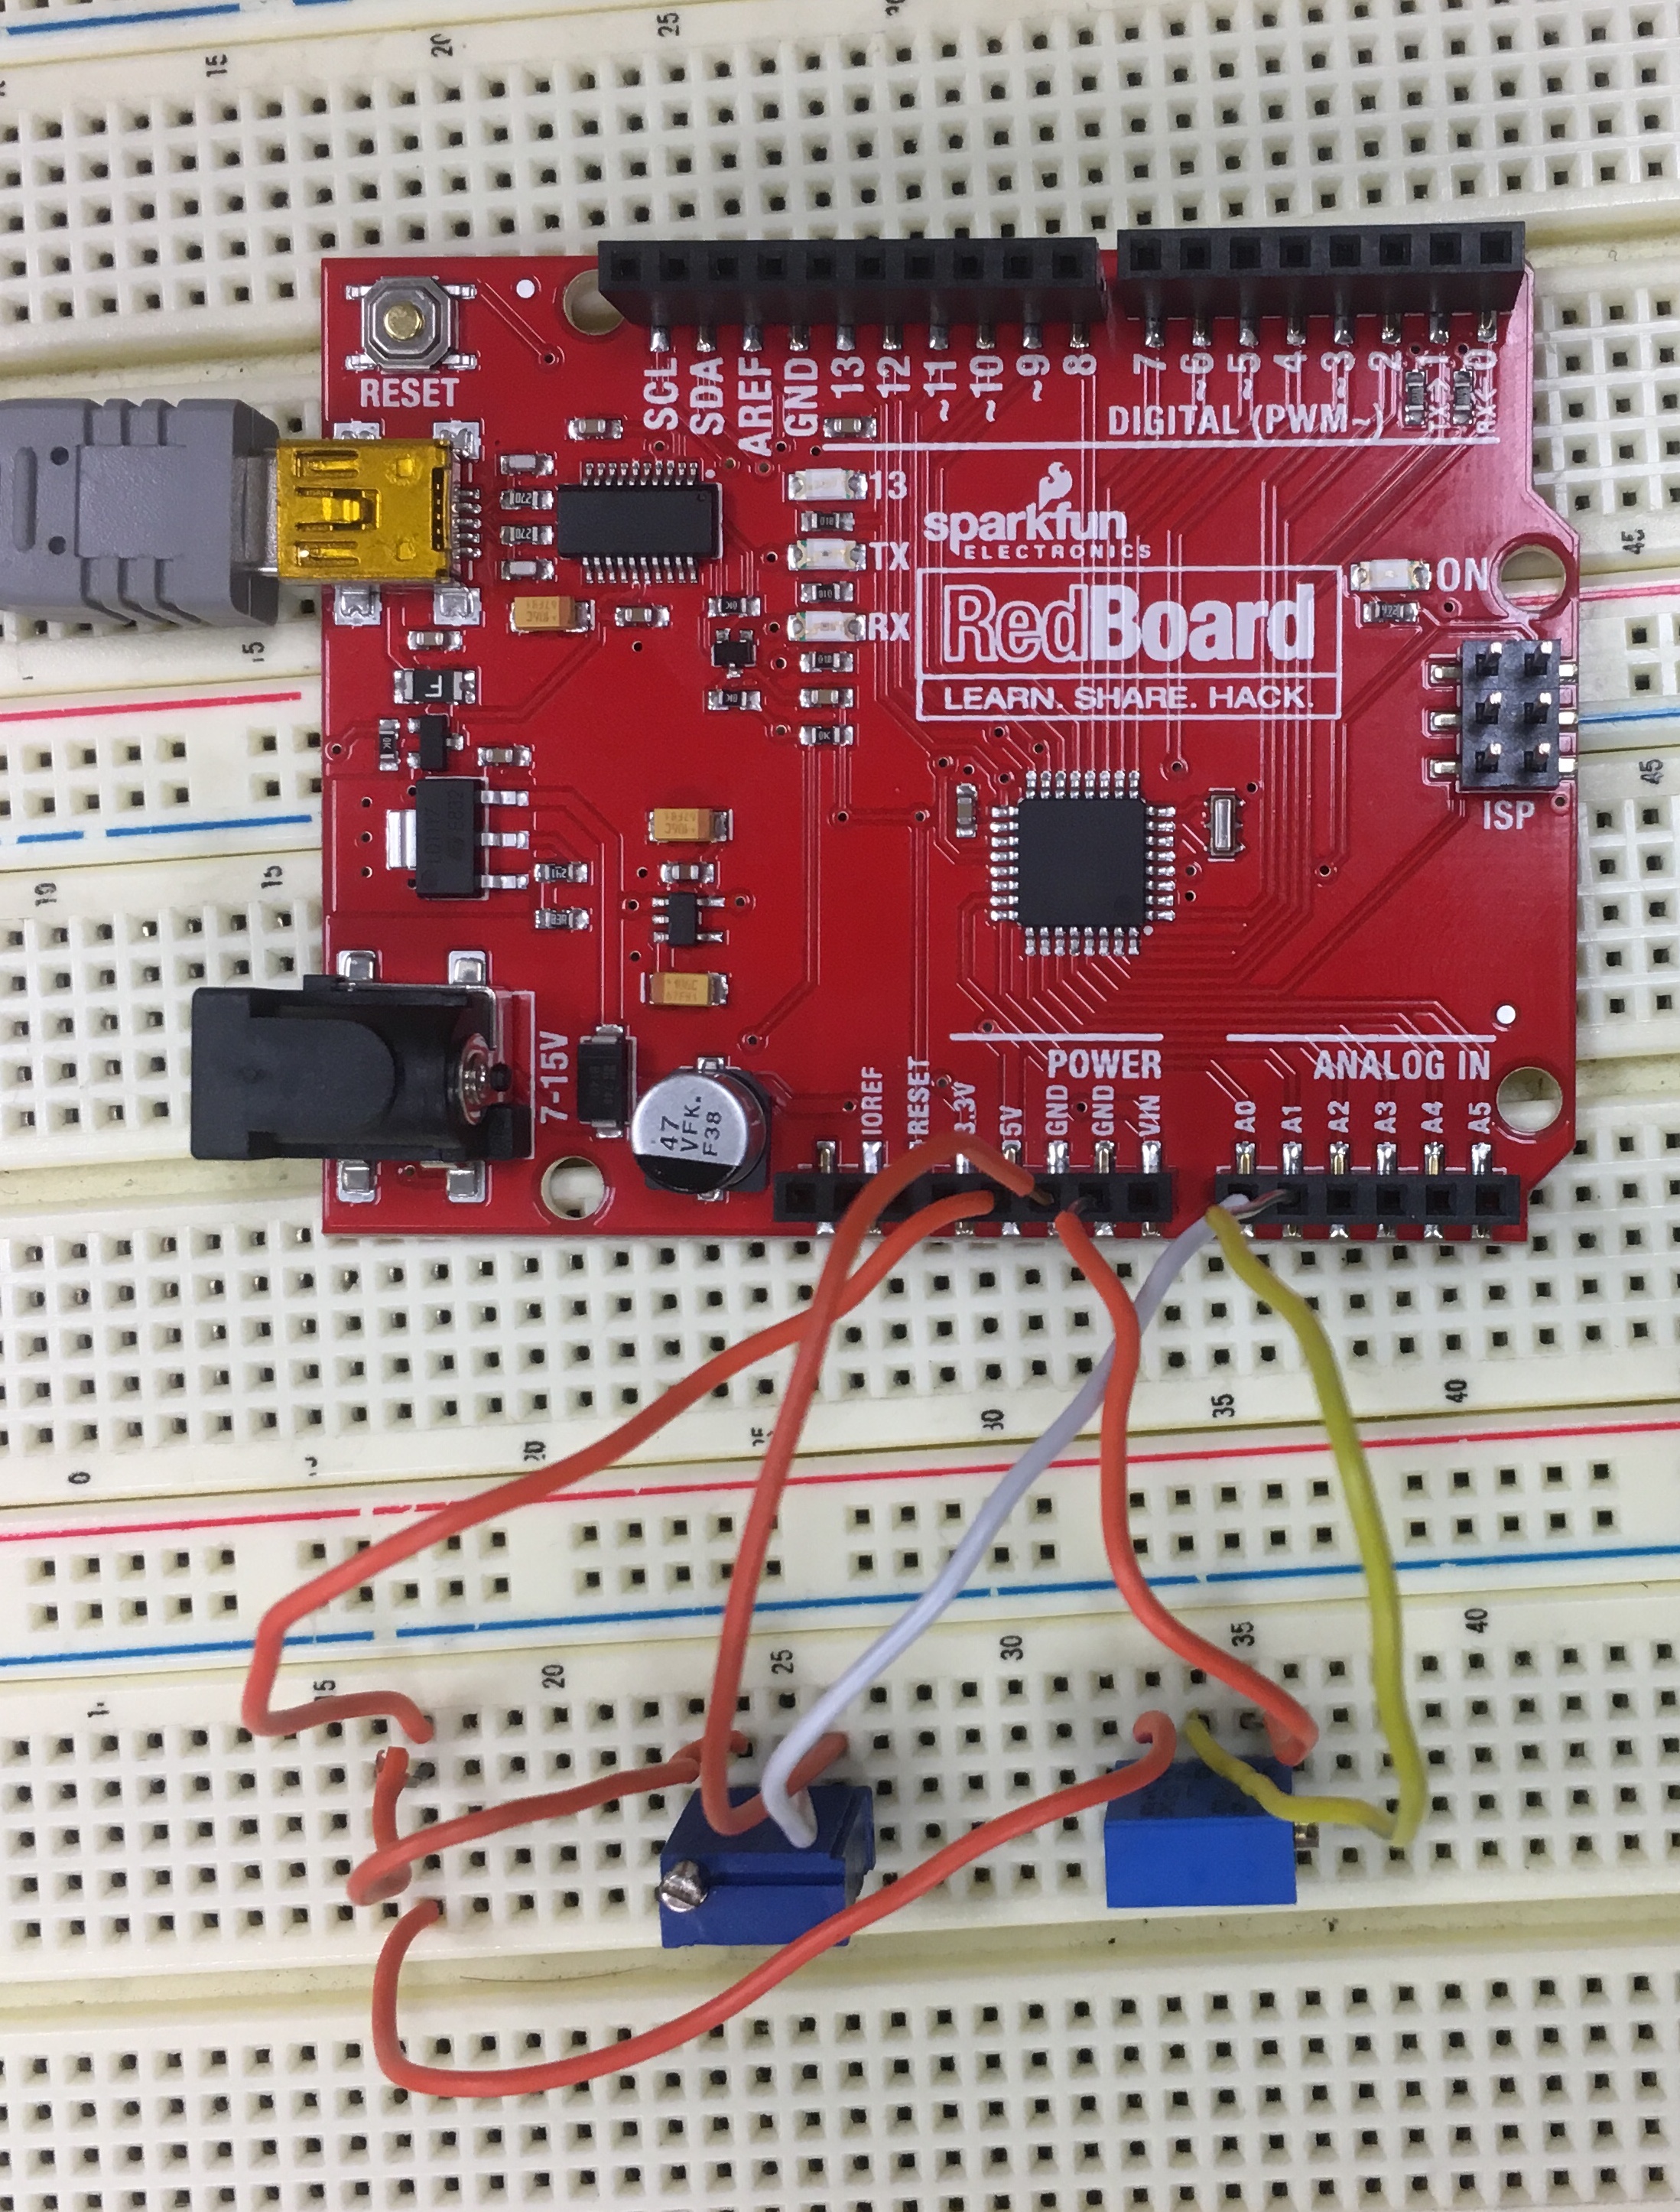 15
20
25
RESET
SCL
SDA
AREF
GND
13
12
~11
~10
~9
8
7
~6
~5
4
~3
2
TX→1
RX←0
DIGITAL (PWM~)
13
sparkfun
ELECTRONICS
TX
ON
RX
RedBoard
LEARN. SHARE. HACK.
ISP
45
45
15
10
15
7-15V
47
VFK.
F38
IOREF
RESET
3.3V
5V
GND
GND
VIN
POWER
ANALOG IN
A0
A1
A2
A3
A4
A5
0
20
30
35
40
15
20
25
30
35
40